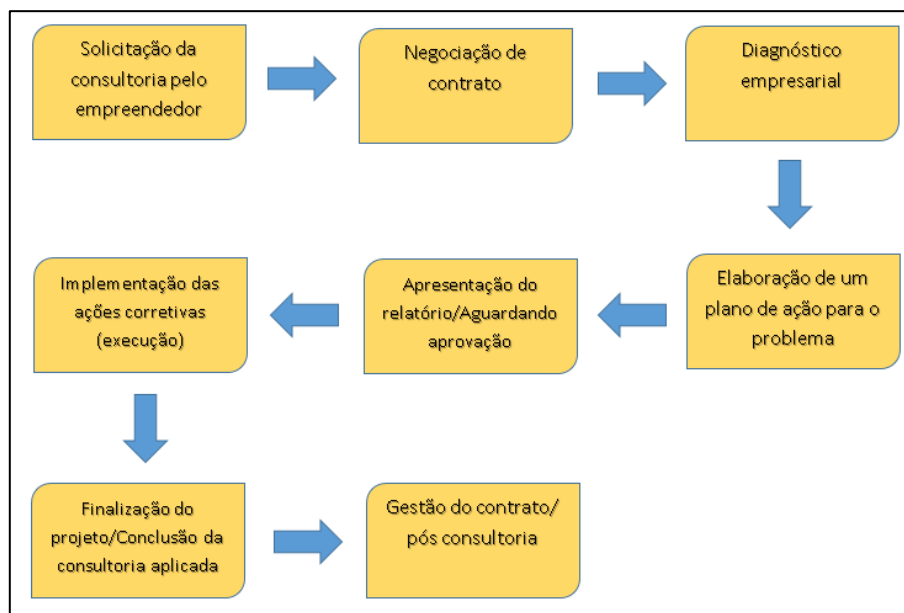 Solicitação da
consultoria pelo
empreendedor
Negociação de
contrato
Diagnóstico
empresarial
Elaboração de um
plano de ação para o
problema
Apresentação do
relatório/Aguardando
aprovação
Implementação das
ações corretivas
(execução)
Finalização do
projeto/Conclusão da
consultoria aplicada
Gestão do contrato/
pós consultoria